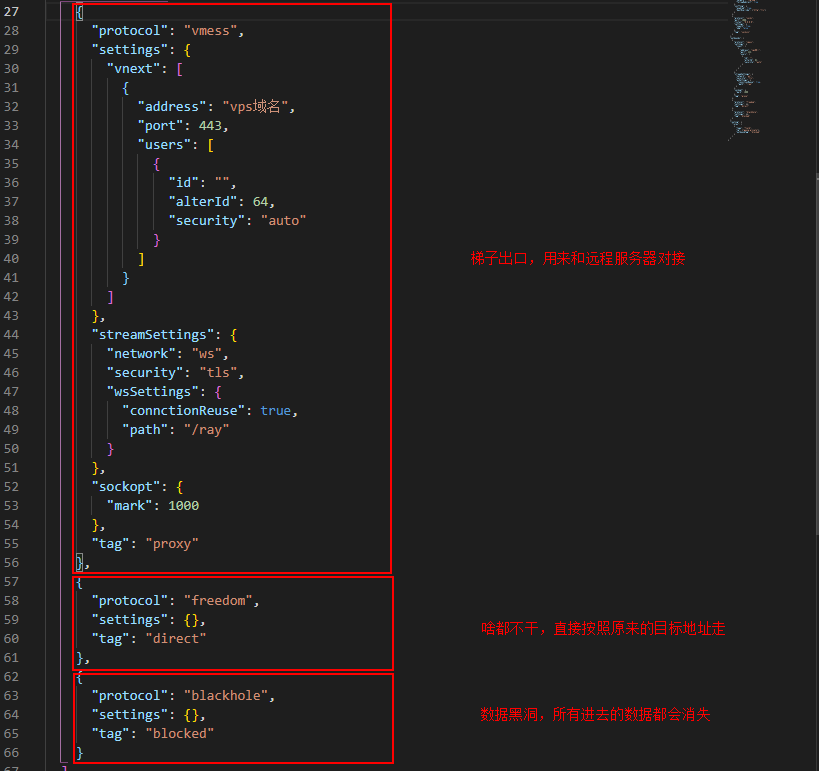 27 {
28 "protocol": "vmess",
29 "settings": {
30 "vnext": [
31 {
32 "address": "vps域名",
33 "port": 443,
34 "users": [
35 {
36 "id": "",
37 "alterId": 64,
38 "security": "auto"
39 }
40 ]
梯子出口，用来和远程服务器对接
41 }
42 ]
43 },
44 "streamSettings": {
45 "network": "ws",
46 "security": "tls",
47 "wsSettings": {
48 "connctionReuse": true,
49 "path": "/ray"
50 }
51 },
52 "sockopt": {
53 "mark": 1000
54 },
55 "tag": "proxy"
56 },
57 {
58 "protocol": "freedom",
59 "settings": {},
60 "tag": "direct"
啥都不干，直接按照原来的目标地址走
61 },
62 {
63 "protocol": "blackhole",
64 "settings": {},
数据黑洞，所有进去的数据都会消失
65 "tag": "blocked"
66 }
67 ]